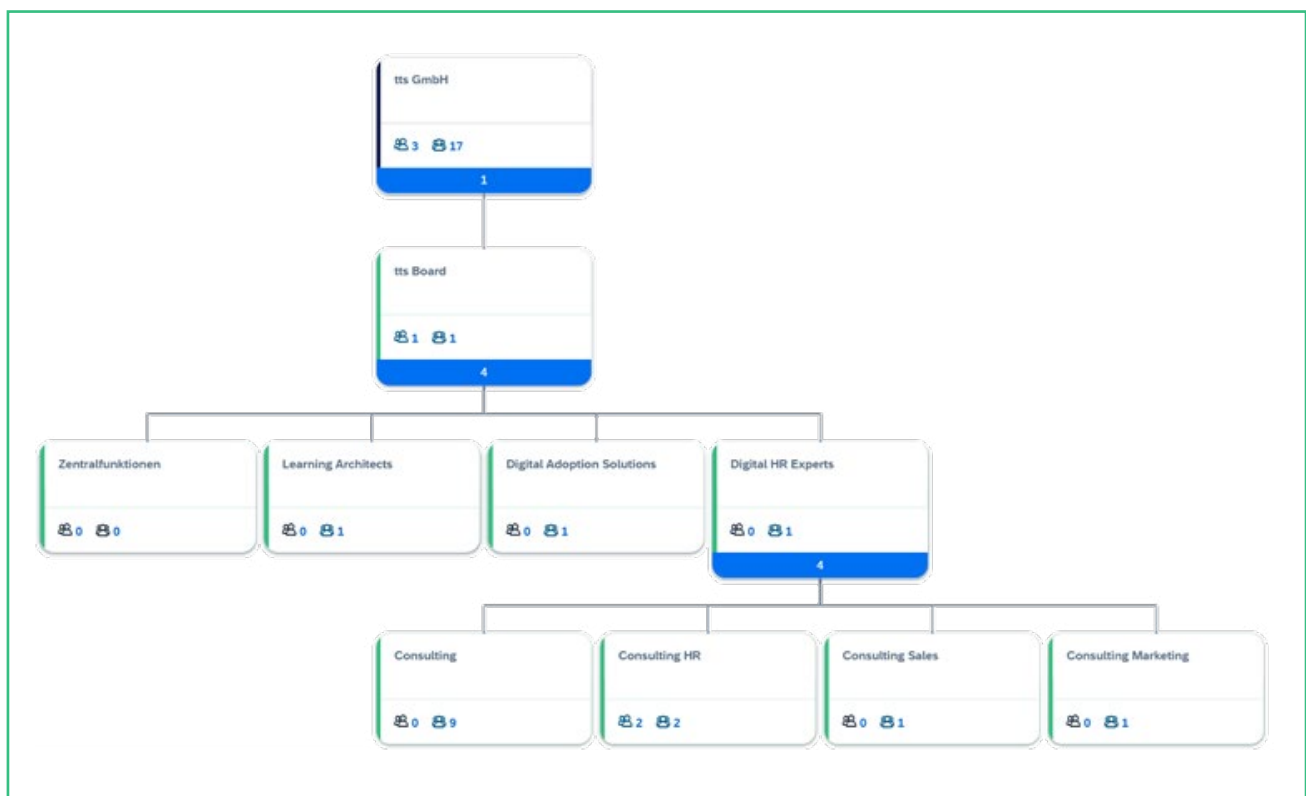 tts GmbH
3 17
1
tts Board
1 1
4
Zentralfunktionen
0 0
Learning Architects
0 1
Digital Adoption Solutions
0 1
Digital HR Experts
0 1
4
Consulting
0 9
Consulting HR
2 2
Consulting Sales
0 1
Consulting Marketing
0 1